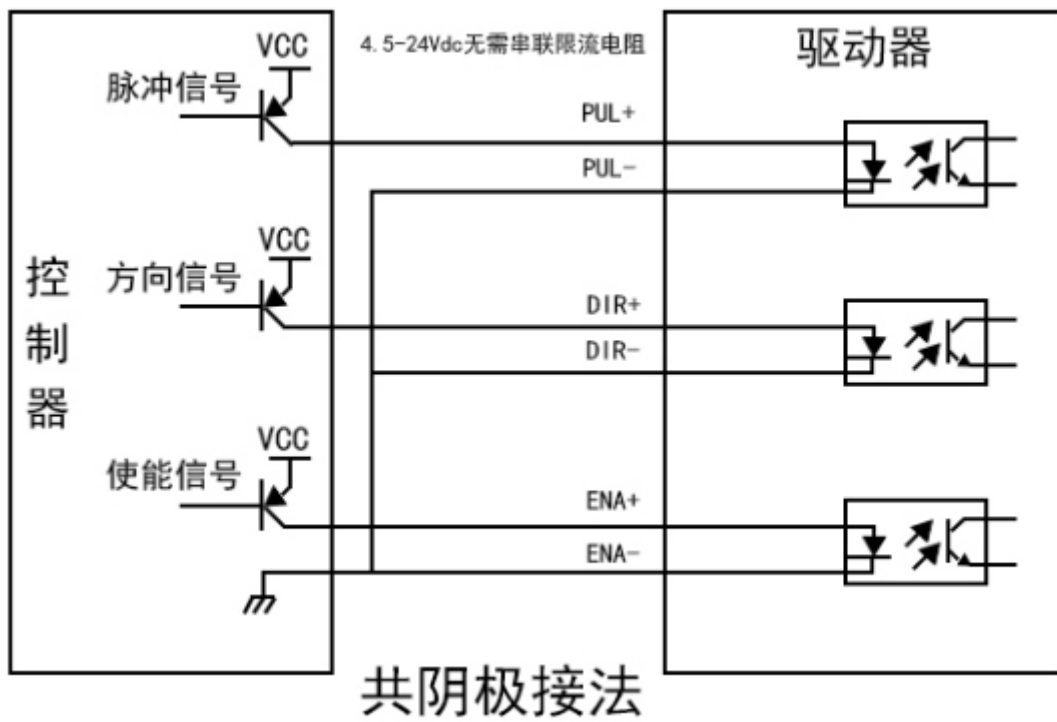 VCC
4.5-24Vdc无需串联限流电阻
驱动器
脉冲信号
PUL+
PUL-
VCC
方向信号
DIR+
DIR-
控制器
VCC
使能信号
ENA+
ENA-
共阴极接法